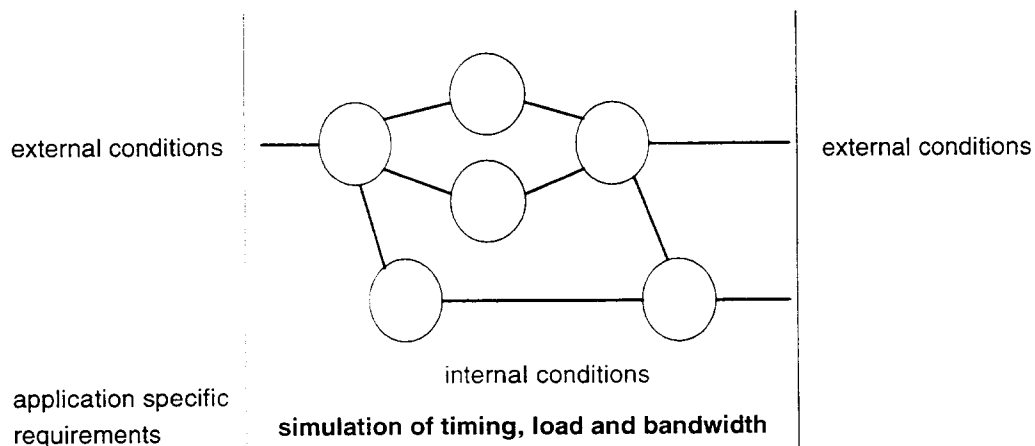 external conditions
external conditions
internal conditions
application specific
requirements
simulation of timing, load and bandwidth